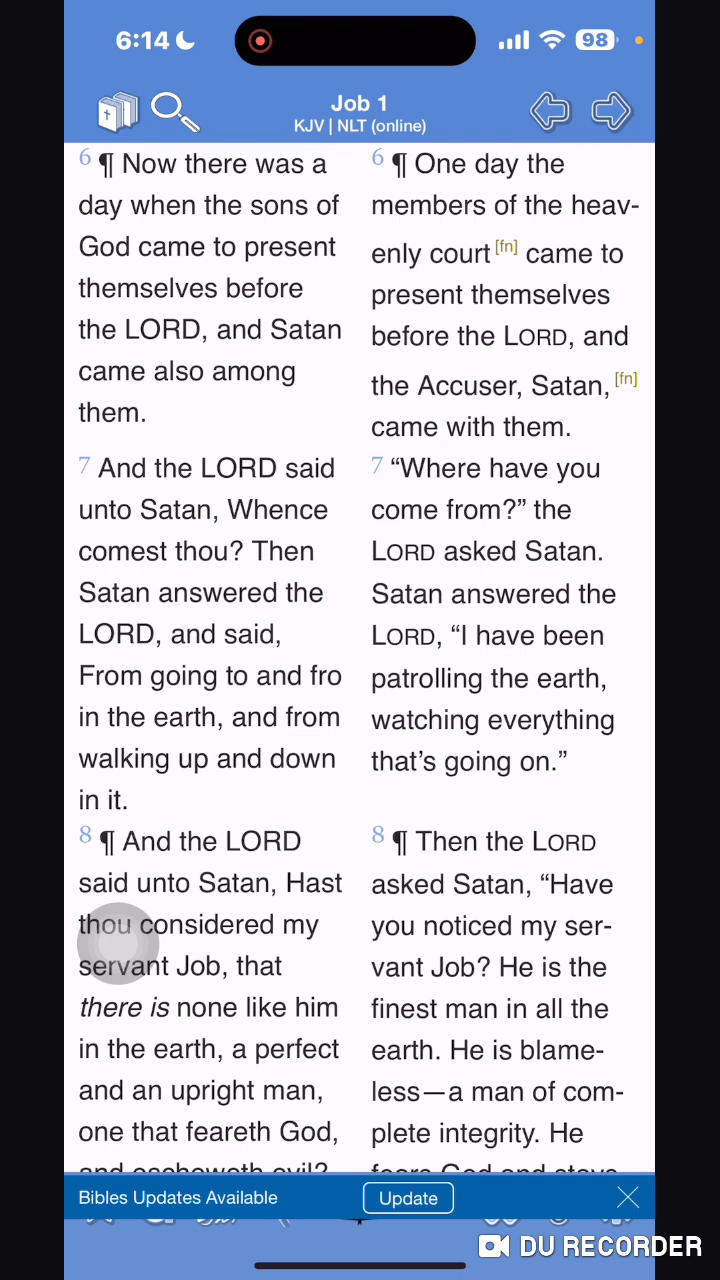 6:14
98
Job 1
KJV | NLT (online)
6 ¶ Now there was a
day when the sons of
God came to present
themselves before
the LORD, and Satan
came also among
them.
7 And the LORD said
unto Satan, Whence
comest thou? Then
Satan answered the
LORD, and said,
From going to and fro
in the earth, and from
walking up and down
in it.
8 ¶ And the LORD
said unto Satan, Hast
thou considered my
servant Job, that
there is none like him
in the earth, a perfect
and an upright man,
one that feareth God,
and escheweth evil?
6 ¶ One day the
members of the heav-
enly court [fn] came to
present themselves
before the LORD, and
the Accuser, Satan, [fn]
came with them.
7 “Where have you
come from?” the
LORD asked Satan.
Satan answered the
LORD, “I have been
patrolling the earth,
watching everything
that’s going on.”
8 ¶ Then the LORD
asked Satan, “Have
you noticed my ser-
vant Job? He is the
finest man in all the
earth. He is blame-
less—a man of com-
plete integrity. He
fears God and stays
Bibles Updates Available
Update
DU RECORDER